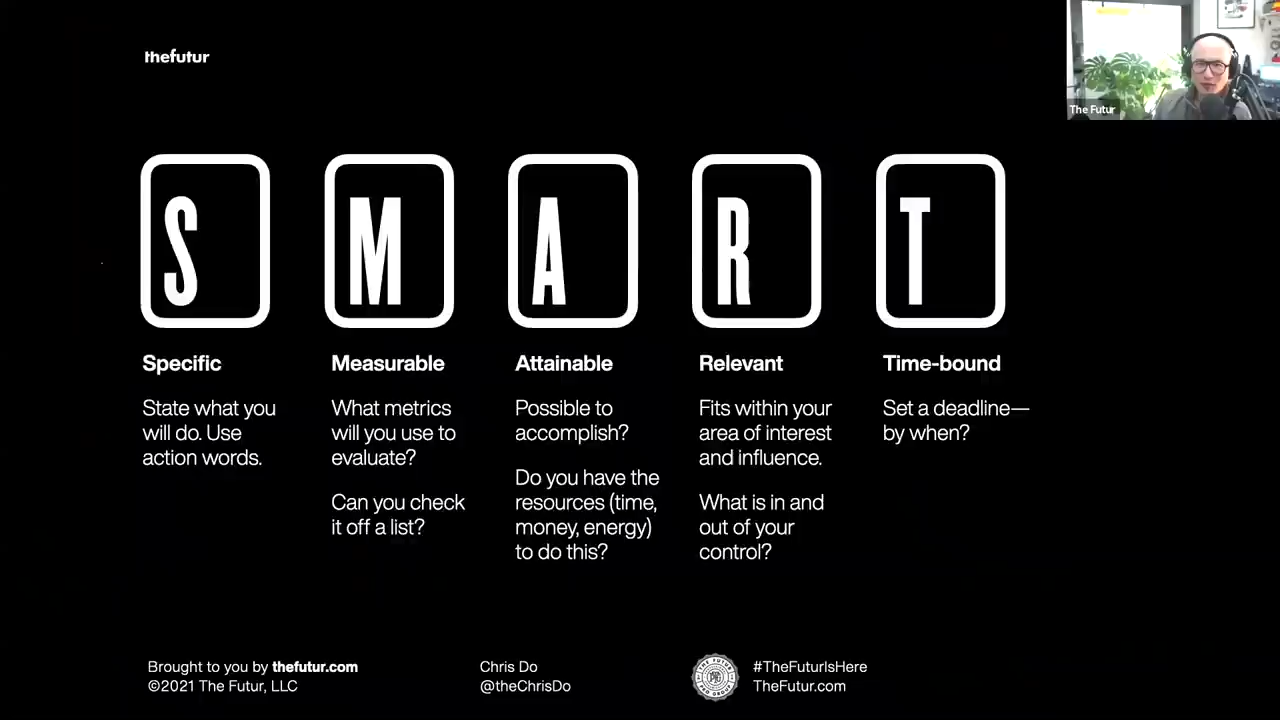 thefutur
The Futur
S M A R T
Specific
State what you
will do. Use
action words.
Measurable
What metrics
will you use to
evaluate?
Can you check
it off a list?
Attainable
Possible to
accomplish?
Do you have the
resources (time,
money, energy)
to do this?
Relevant
Fits within your
area of interest
and influence.
What is in and
out of your
control?
Time-bound
Set a deadline—
by when?
Brought to you by thefutur.com
©2021 The Futur, LLC
Chris Do
@theChrisDo
#TheFuturIsHere
TheFutur.com